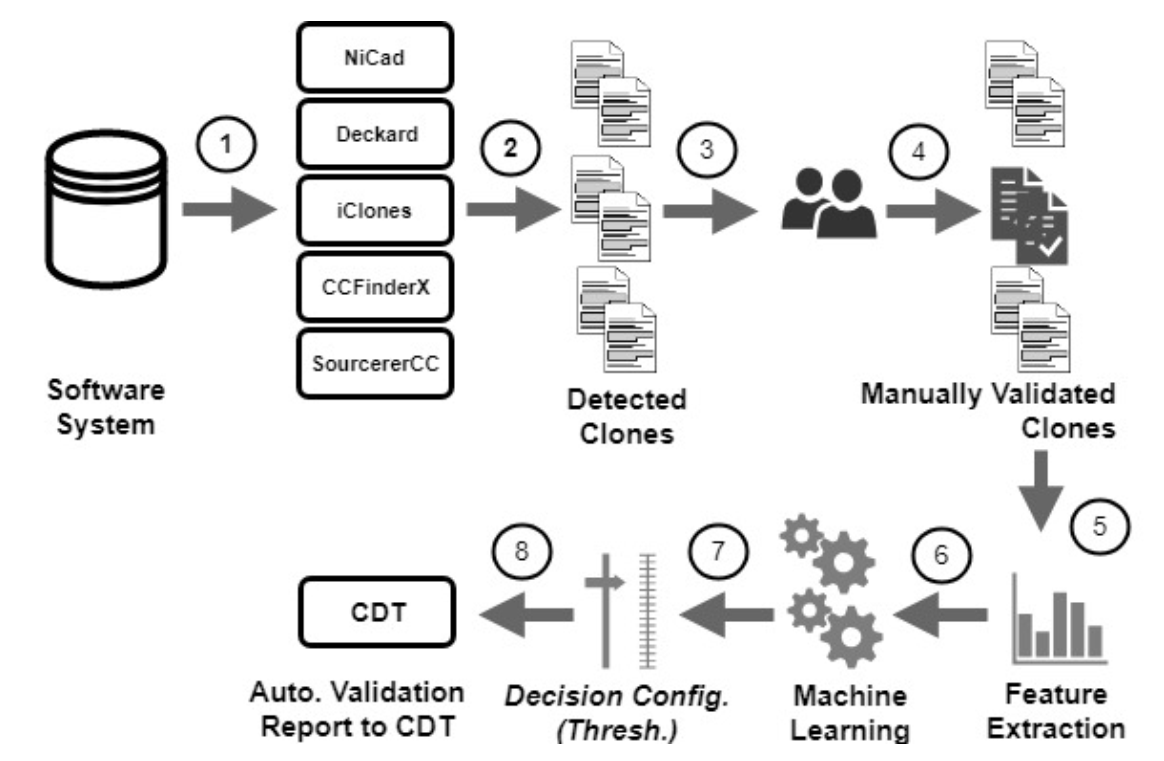 NiCad
Deckard
iClones
CCFinderX
SourcererCC
1
2
3
4
Software
System
Detected
Clones
Manually Validated
Clones
5
6
7
8
CDT
Auto. Validation
Report to CDT
Decision Config.
(Thresh.)
Machine
Learning
Feature
Extraction